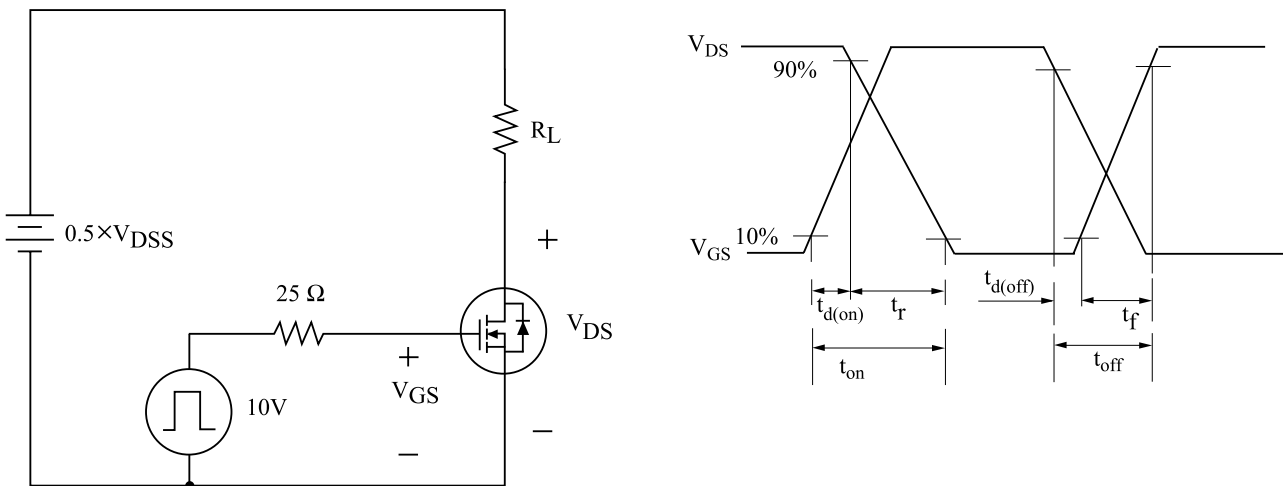 R_L
0.5×V_DSS
+
25 Ω
V_DS
+
V_GS
10V
−
−
V_DS
90%
10%
V_GS
t_d(on)
t_r
t_on
t_d(off)
t_f
t_off